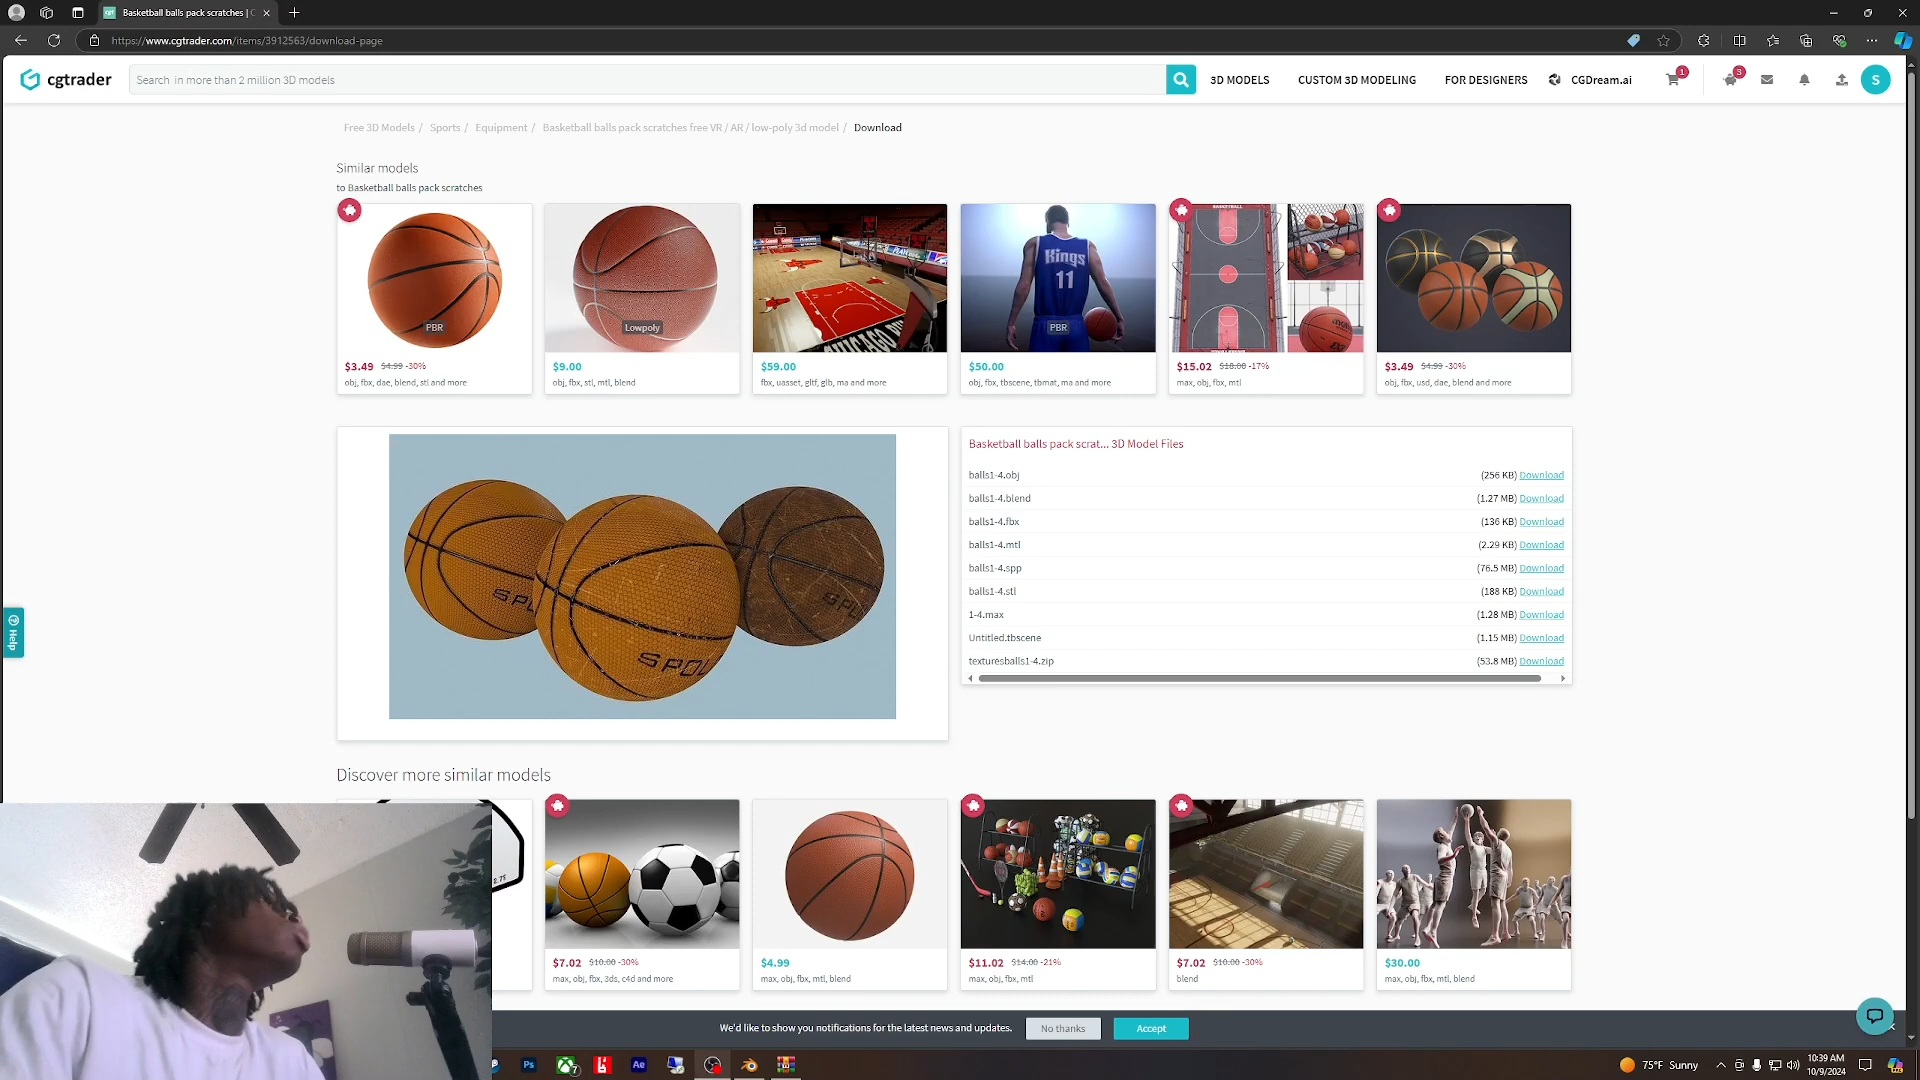 Basketball balls pack scratches | C
https://www.cgtrader.com/items/3912563/download-page
cgtrader
Search in more than 2 million 3D models
3D MODELS
CUSTOM 3D MODELING
FOR DESIGNERS
CGDream.ai
1
3
S
Free 3D Models / Sports / Equipment / Basketball balls pack scratches free VR / AR / low-poly 3d model / Download
Similar models
to Basketball balls pack scratches
PBR
Lowpoly
Kings
11
PBR
$3.49 $4.99 -30%
obj, fbx, dae, blend, stl and more
$9.00
obj, fbx, stl, mtl, blend
$59.00
fbx, uasset, gltf, glb, ma and more
$50.00
obj, fbx, tbscene, tbmat, ma and more
$15.02 $18.00 -17%
max, obj, fbx, mtl
$3.49 $4.99 -30%
obj, fbx, usd, dae, blend and more
Basketball balls pack scrat... 3D Model Files
balls1-4.obj (256 KB) Download
balls1-4.blend (1.27 MB) Download
balls1-4.fbx (136 KB) Download
balls1-4.mtl (2.29 KB) Download
balls1-4.spp (76.5 MB) Download
balls1-4.stl (188 KB) Download
1-4.max (1.28 MB) Download
Untitled.tbscene (1.15 MB) Download
texturesballs1-4.zip (53.8 MB) Download
Help
Discover more similar models
2.75
$7.02 $10.00 -30%
max, obj, fbx, 3ds, c4d and more
$4.99
max, obj, fbx, mtl, blend
$11.02 $14.00 -21%
max, obj, fbx, mtl
$7.02 $10.00 -30%
blend
$30.00
max, obj, fbx, mtl, blend
We'd like to show you notifications for the latest news and updates.
No thanks
Accept
Ps
7
Ae
75°F Sunny
10:39 AM
10/9/2024